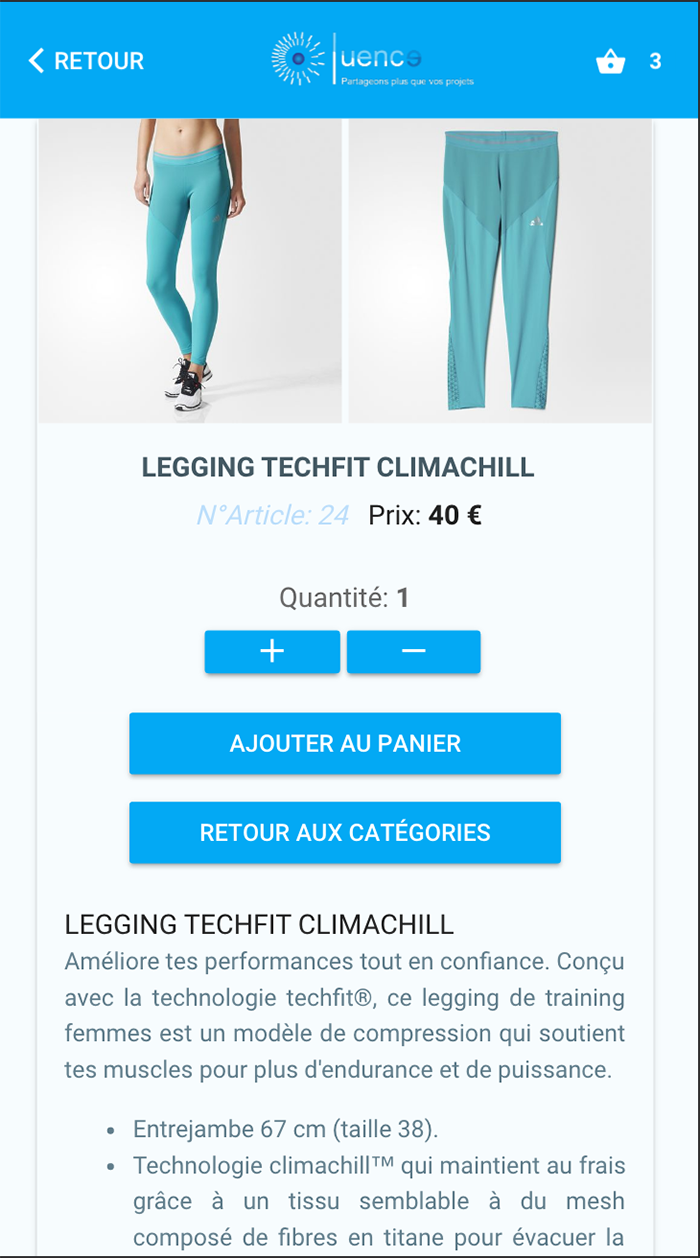 RETOUR
uence
3
Partageons plus que vos projets
LEGGING TECHFIT CLIMACHILL
N°Article: 24 Prix: 40 €
Quantité: 1
+ −
AJOUTER AU PANIER
RETOUR AUX CATÉGORIES
LEGGING TECHFIT CLIMACHILL
Améliore tes performances tout en confiance. Conçu
avec la technologie techfit®, ce legging de training
femmes est un modèle de compression qui soutient
tes muscles pour plus d'endurance et de puissance.
• Entrejambe 67 cm (taille 38).
• Technologie climachill™ qui maintient au frais
grâce à un tissu semblable à du mesh
composé de fibres en titane pour évacuer la